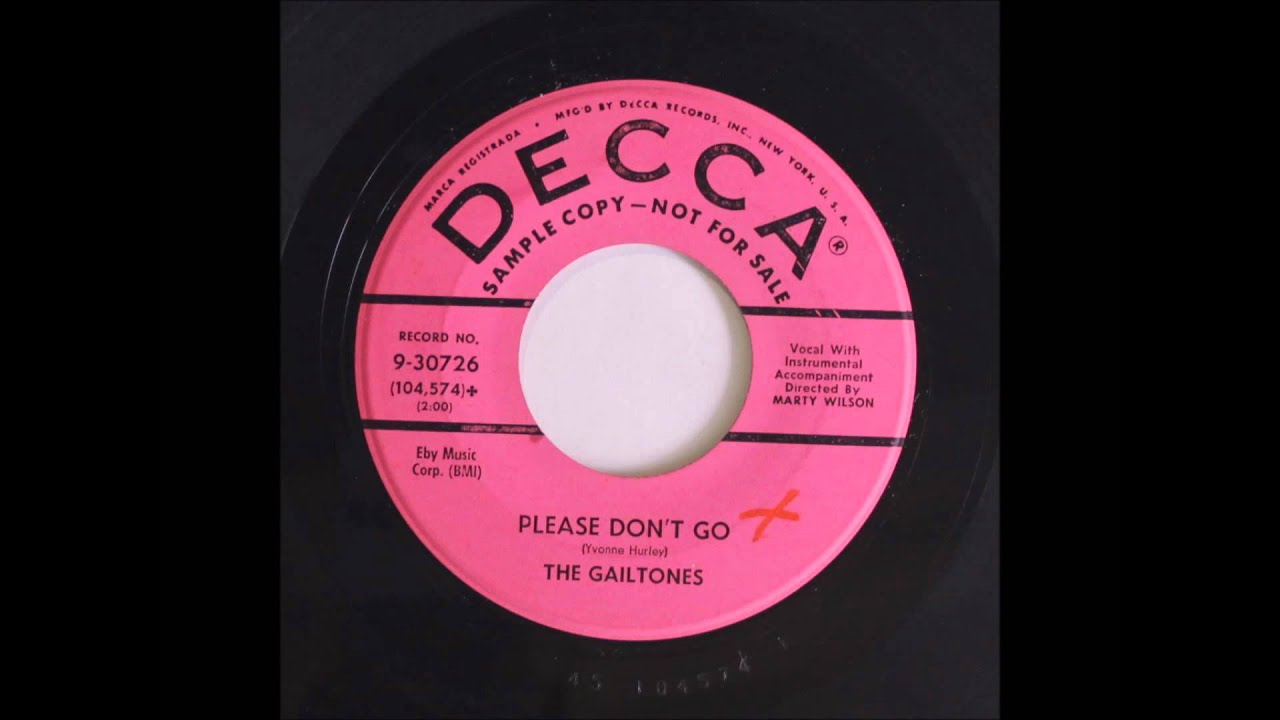 MARCA REGISTRADA • MFG'D BY DECCA RECORDS, INC., NEW YORK, U. S. A.
DECCA®
SAMPLE COPY—NOT FOR SALE
RECORD NO.
9-30726
(104,574)+
(2:00)
Vocal With
Instrumental
Accompaniment
Directed By
MARTY WILSON
Eby Music
Corp. (BMI)
PLEASE DON'T GO
(Yvonne Hurley)
THE GAILTONES
45 104574